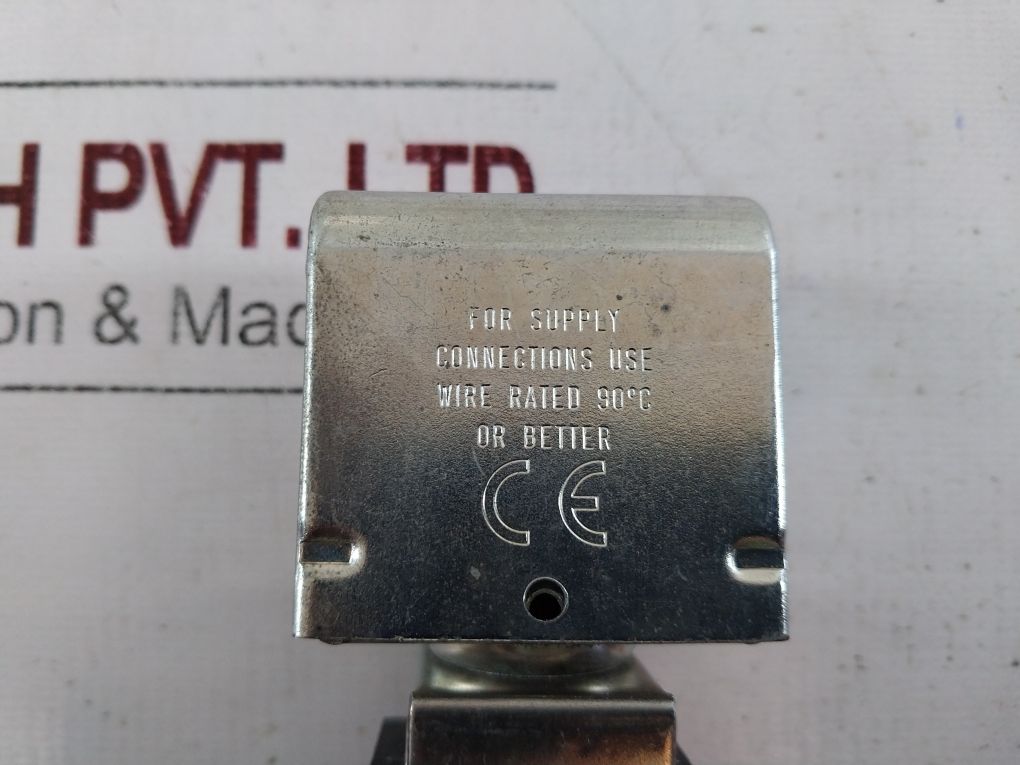 H PVT. LTD
on & Mac
FOR SUPPLY
CONNECTIONS USE
WIRE RATED 90°C
OR BETTER
CE